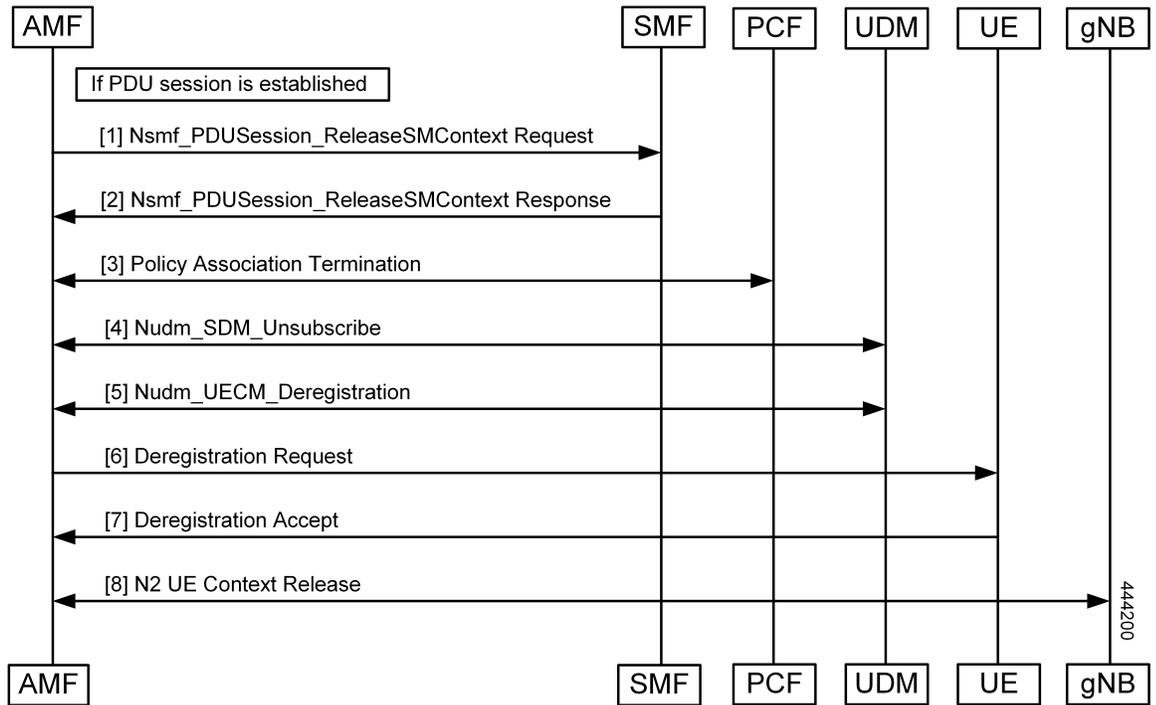 AMF
SMF
PCF
UDM
UE
gNB
If PDU session is established
[1] Nsmf_PDUSession_ReleaseSMContext Request
[2] Nsmf_PDUSession_ReleaseSMContext Response
[3] Policy Association Termination
[4] Nudm_SDM_Unsubscribe
[5] Nudm_UECM_Deregistration
[6] Deregistration Request
[7] Deregistration Accept
[8] N2 UE Context Release
444200
AMF
SMF
PCF
UDM
UE
gNB